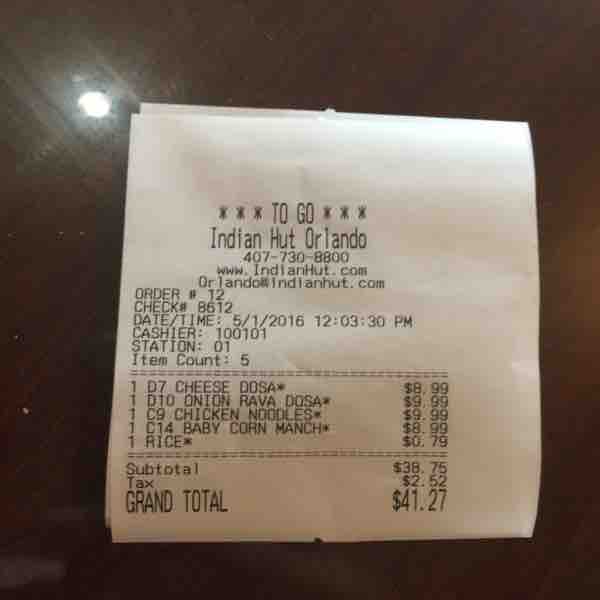 * * * TO GO * * *
Indian Hut Orlando
407-730-8800
www.IndianHut.com
Orlando@indianhut.com
ORDER # 12
CHECK# 8612
DATE/TIME: 5/1/2016 12:03:30 PM
CASHIER: 100101
STATION: 01
Item Count: 5
1 D7 CHEESE DOSA* $8.99
1 D10 ONION RAVA DOSA* $9.99
1 C9 CHICKEN NOODLES* $9.99
1 C14 BABY CORN MANCH* $8.99
1 RICE* $0.79
Subtotal $38.75
Tax $2.52
GRAND TOTAL $41.27